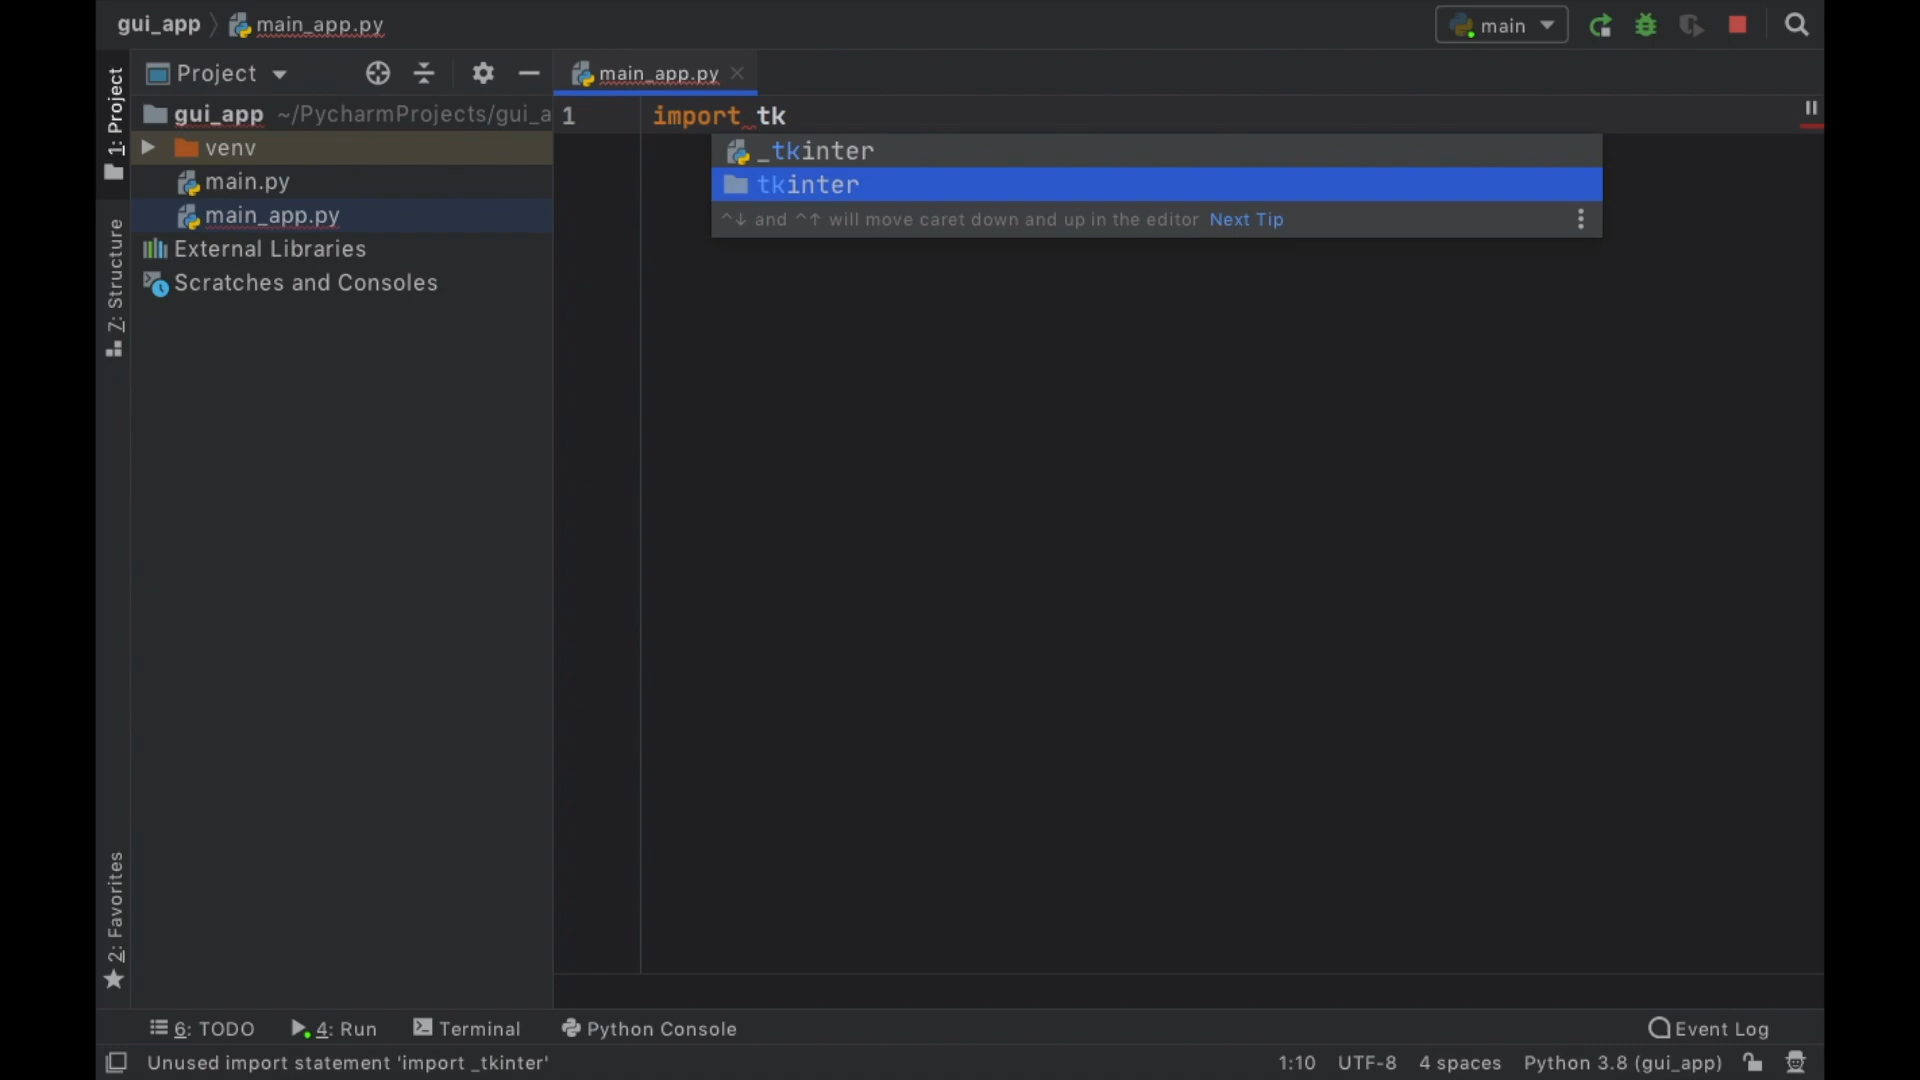 gui_app main_app.py
main
1: Project
Project
main_app.py
gui_app ~/PycharmProjects/gui_a
venv
main.py
main_app.py
External Libraries
Scratches and Consoles
1 import tk
_tkinter
tkinter
^↓ and ^↑ will move caret down and up in the editor Next Tip
Z: Structure
2: Favorites
6: TODO 4: Run Terminal Python Console Event Log
Unused import statement 'import _tkinter' 1:10 UTF-8 4 spaces Python 3.8 (gui_app)